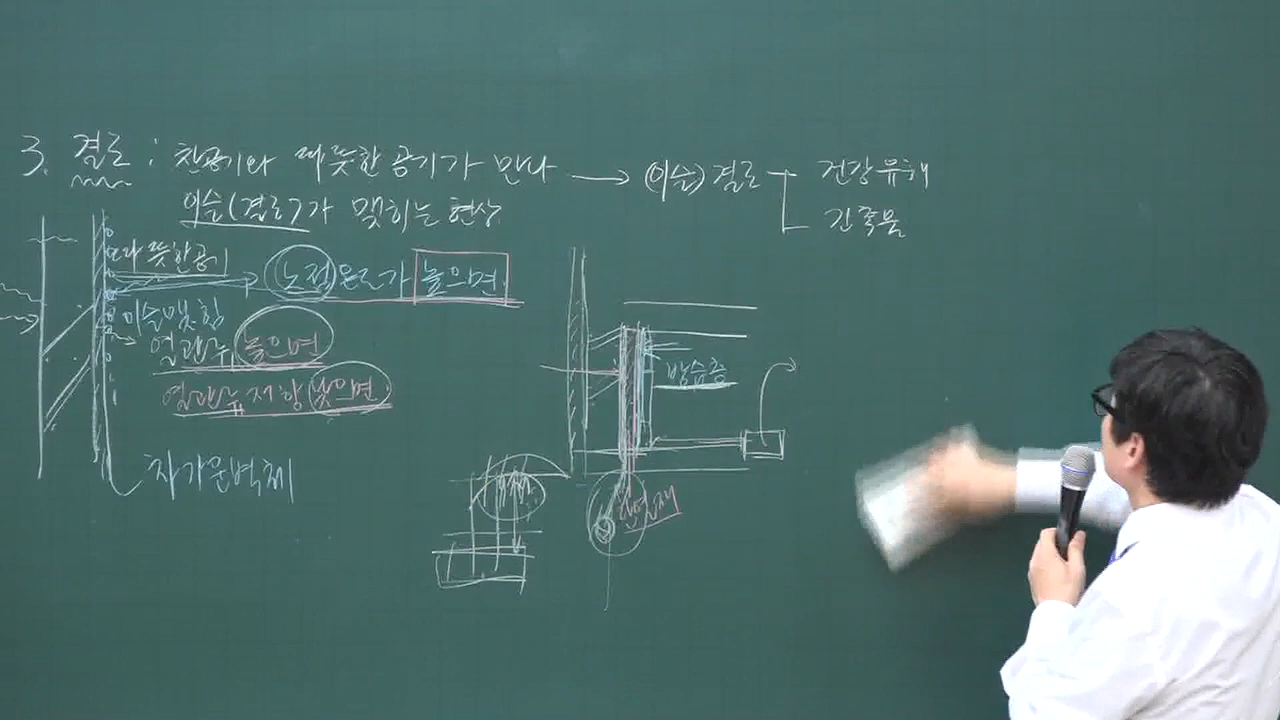 3. 결로 : 찬공기와 따뜻한 공기가 만나 → (이슬) 결로 건강유해
이슬(결로)가 맺히는 현상
건축물
따뜻한공기
노점온도가 높으면
이슬맺힘
열관류 높으면
열관류저항 낮으면
방습층
차가운벽체
단열재